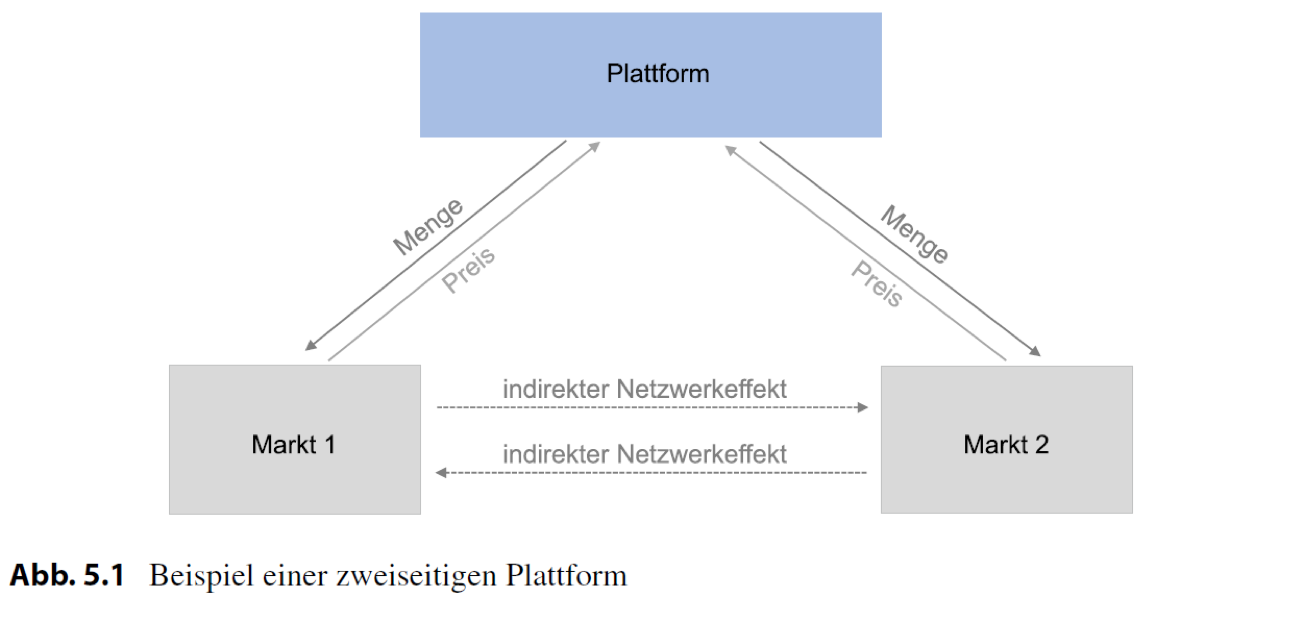 Plattform
Menge
Preis
Menge
Preis
indirekter Netzwerkeffekt
Markt 1
indirekter Netzwerkeffekt
Markt 2
Abb. 5.1 Beispiel einer zweiseitigen Plattform